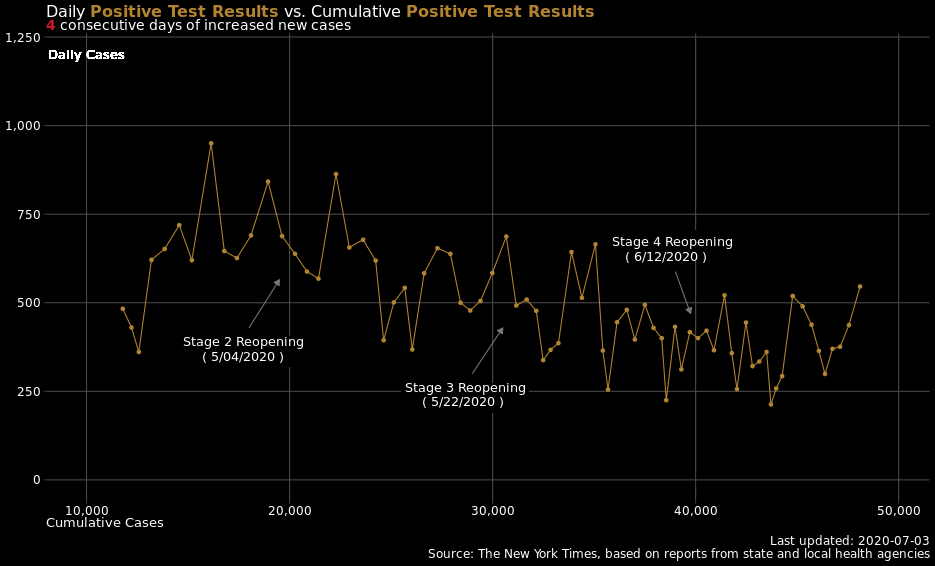 Daily Positive Test Results vs. Cumulative Positive Test Results
4 consecutive days of increased new cases
1,250
Daily Cases
1,000
750
Stage 4 Reopening
( 6/12/2020 )
500
Stage 2 Reopening
( 5/04/2020 )
Stage 3 Reopening
( 5/22/2020 )
250
0
10,000 20,000 30,000 40,000 50,000
Cumulative Cases
Last updated: 2020-07-03
Source: The New York Times, based on reports from state and local health agencies